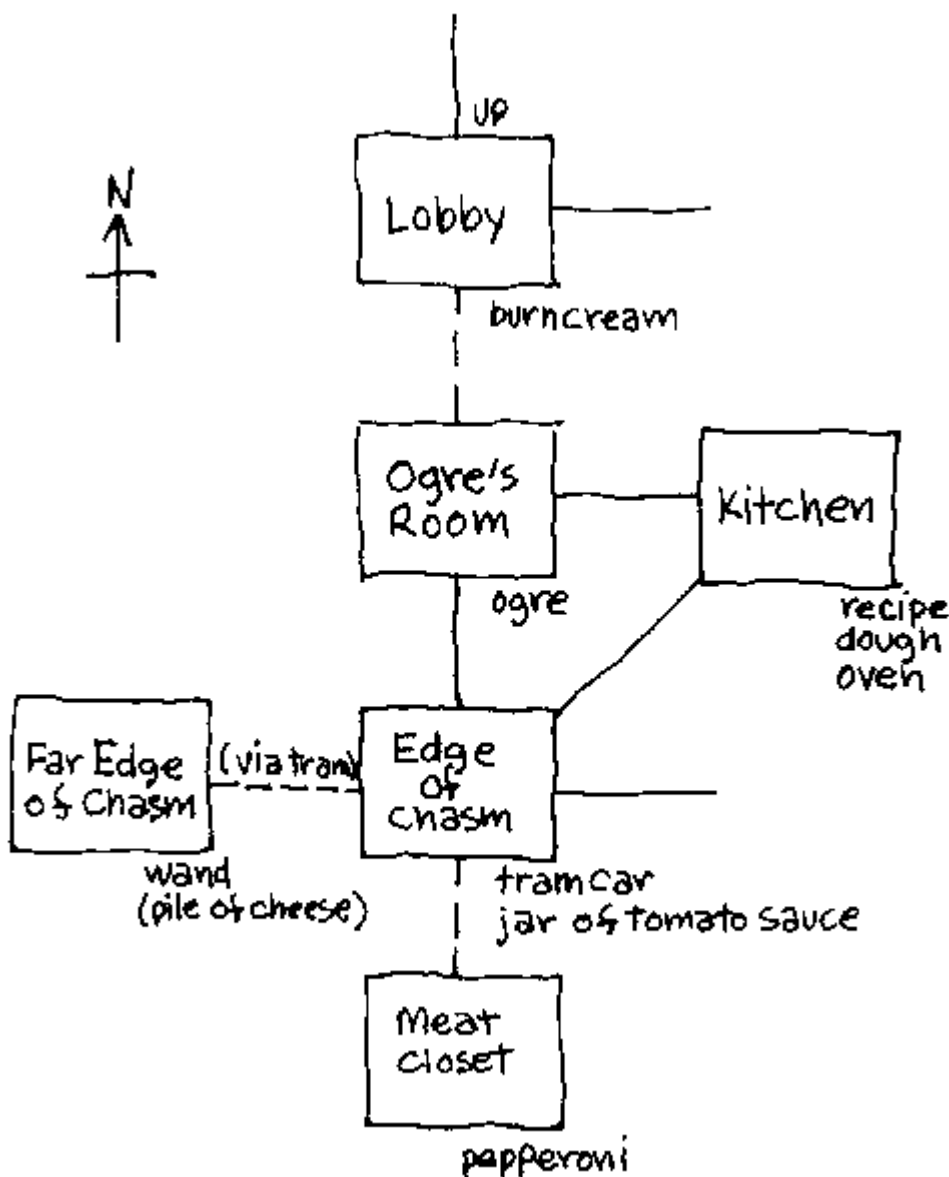 up
N
Lobby
burncream
Ogre's
Room
ogre
Kitchen
recipe
dough
oven
Far Edge
of Chasm
(via tram)
Edge
of
Chasm
wand
(pile of cheese)
tramcar
jar of tomato sauce
Meat
closet
papperoni